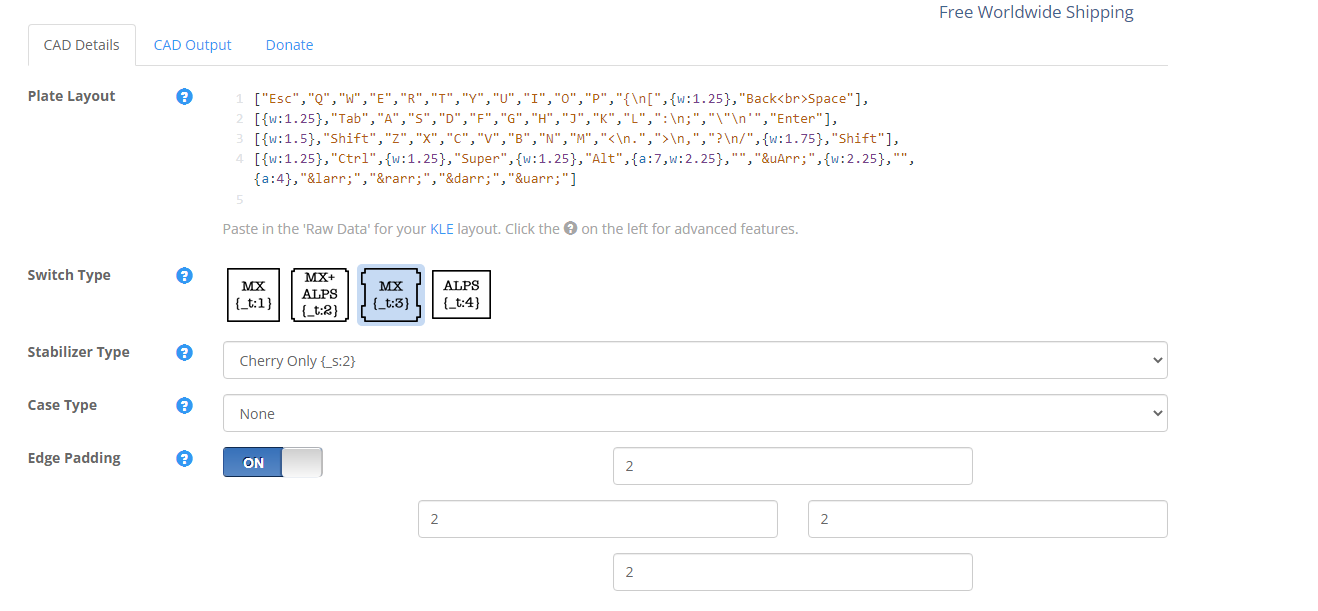 Free Worldwide Shipping
CAD Details CAD Output Donate
Plate Layout ?
1 ["Esc","Q","W","E","R","T","Y","U","I","O","P","{\n[",{w:1.25},"Back<br>Space"],
2 [{w:1.25},"Tab","A","S","D","F","G","H","J","K","L",":\n;","\"\n'","Enter"],
3 [{w:1.5},"Shift","Z","X","C","V","B","N","M","<\n.",">\n,","?\n/",{w:1.75},"Shift"],
4 [{w:1.25},"Ctrl",{w:1.25},"Super",{w:1.25},"Alt",{a:7,w:2.25},"","&uArr;",{w:2.25},"",
{a:4},"&larr;","&rarr;","&darr;","&uarr;"]
5
Paste in the 'Raw Data' for your KLE layout. Click the ? on the left for advanced features.
Switch Type ?
MX
{_t:1}
MX+
ALPS
{_t:2}
MX
{_t:3}
ALPS
{_t:4}
Stabilizer Type ?
Cherry Only {_s:2}
Case Type ?
None
Edge Padding ?
ON
2
2 2
2